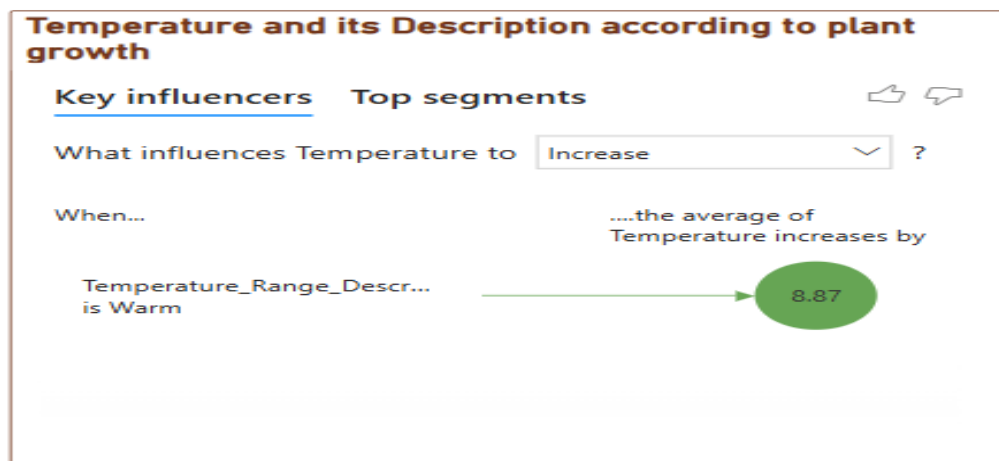 Temperature and its Description according to plant
growth
Key influencers Top segments
What influences Temperature to Increase ?
When...
....the average of
Temperature increases by
Temperature_Range_Descr...
is Warm
8.87